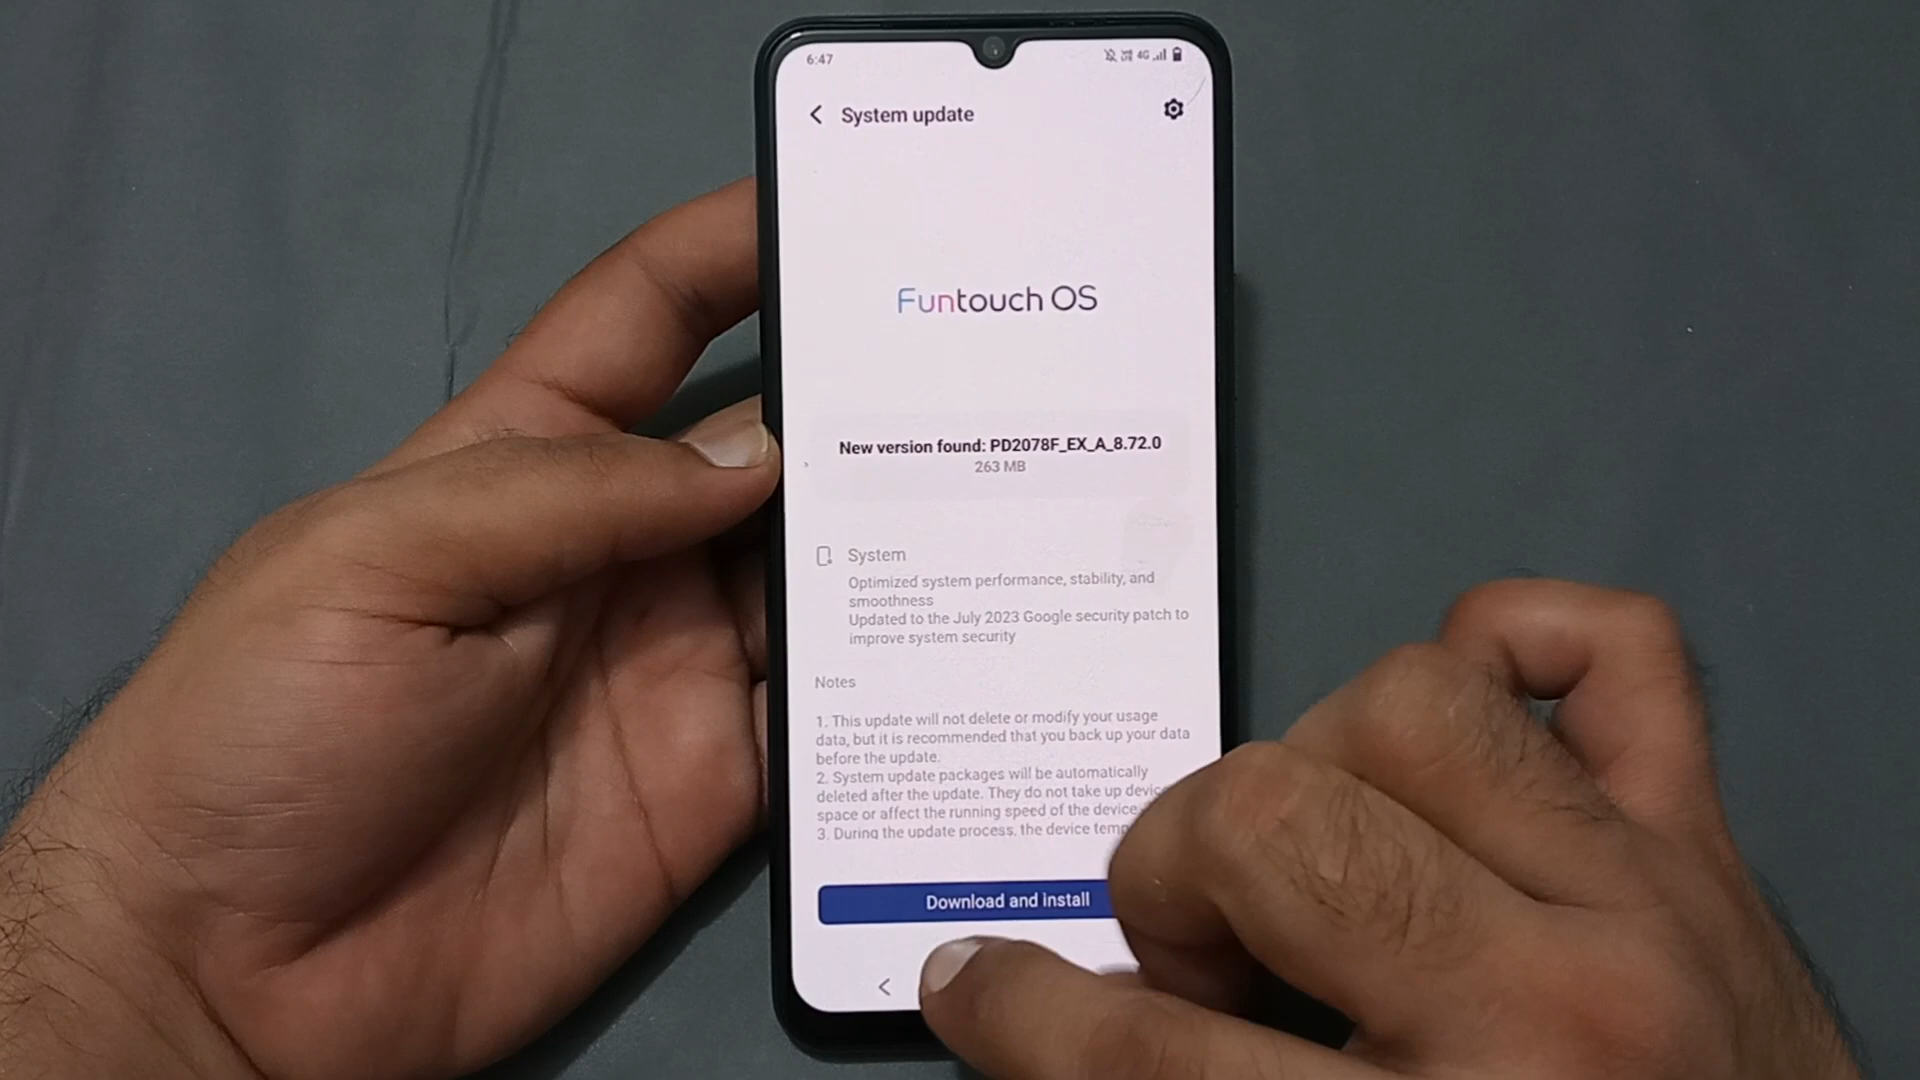 6:47
4G
System update
Funtouch OS
New version found: PD2078F_EX_A_8.72.0
263 MB
System
Optimized system performance, stability, and
smoothness
Updated to the July 2023 Google security patch to
improve system security
Notes
1. This update will not delete or modify your usage
data, but it is recommended that you back up your data
before the update.
2. System update packages will be automatically
deleted after the update. They do not take up
space or affect the running speed of the device
3. During the update process, the device
Download and install